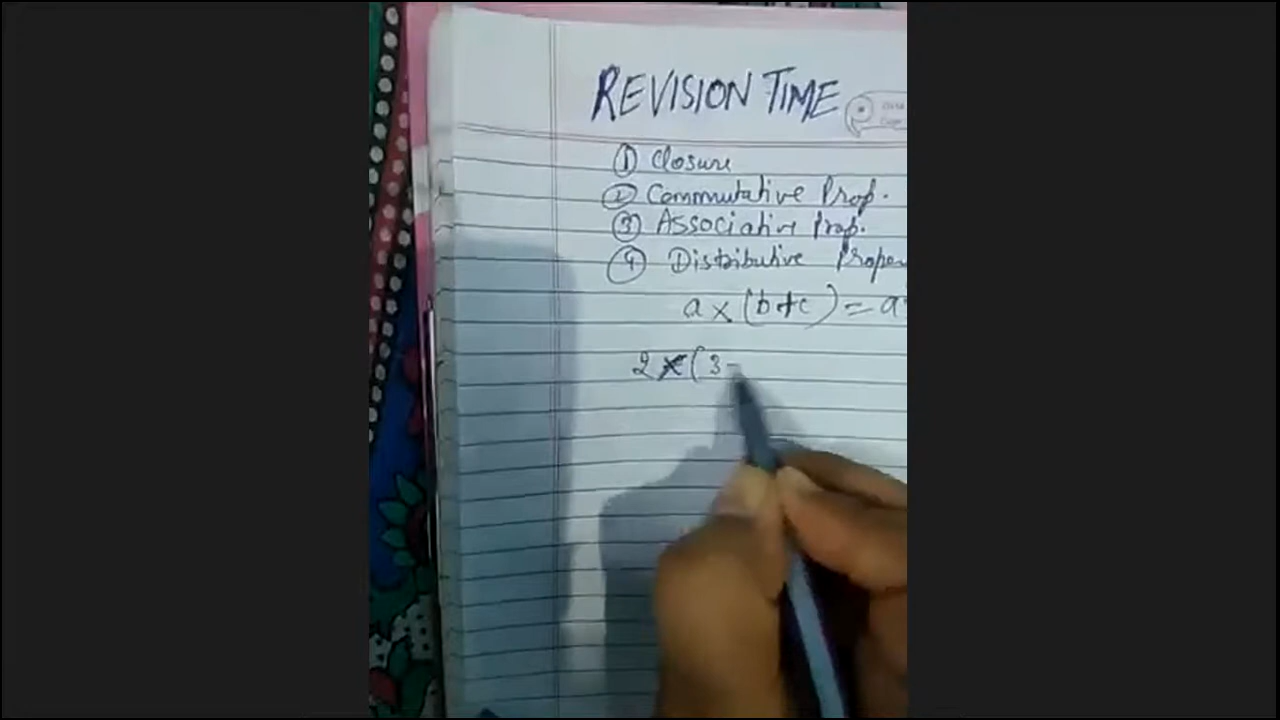 REVISION TIME
① Closure
② Commutative Prop.
③ Associative Prop.
④ Distributive Proper
a × (b+c) = a
2 × (3 -